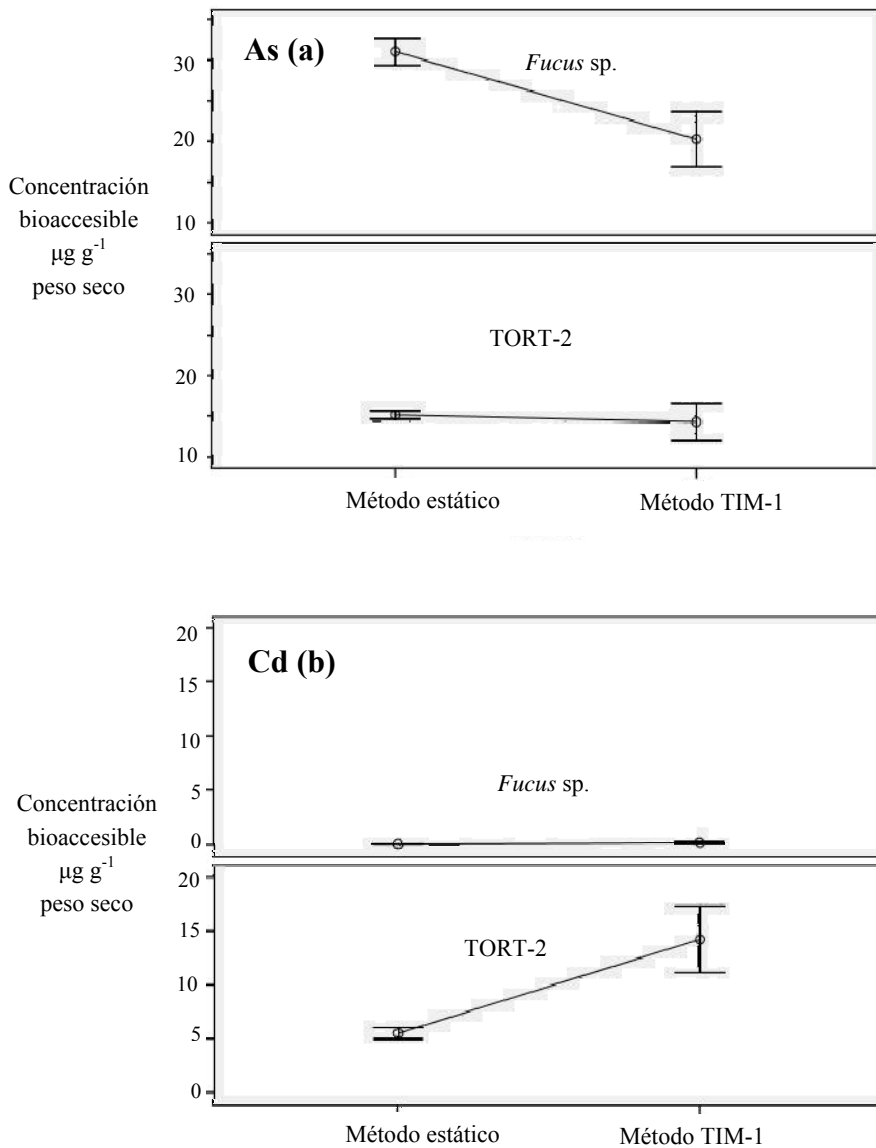 As (a)
Fucus sp.
30
20
10
Concentración
bioaccesible
µg g-1
peso seco
TORT-2
30
20
10
Método estático
Método TIM-1
Cd (b)
20
15
10
5
0
Fucus sp.
Concentración
bioaccesible
µg g-1
peso seco
TORT-2
20
15
10
5
0
Método estático
Método TIM-1